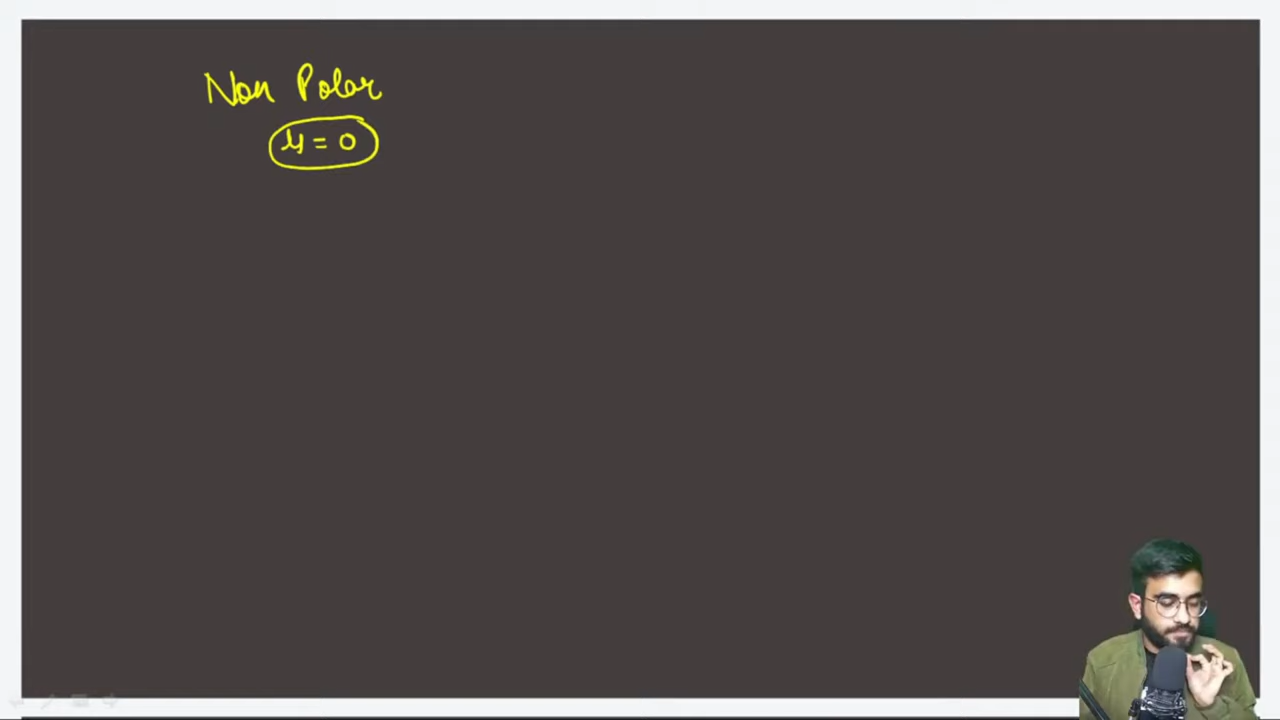 Non Polar
μ = 0